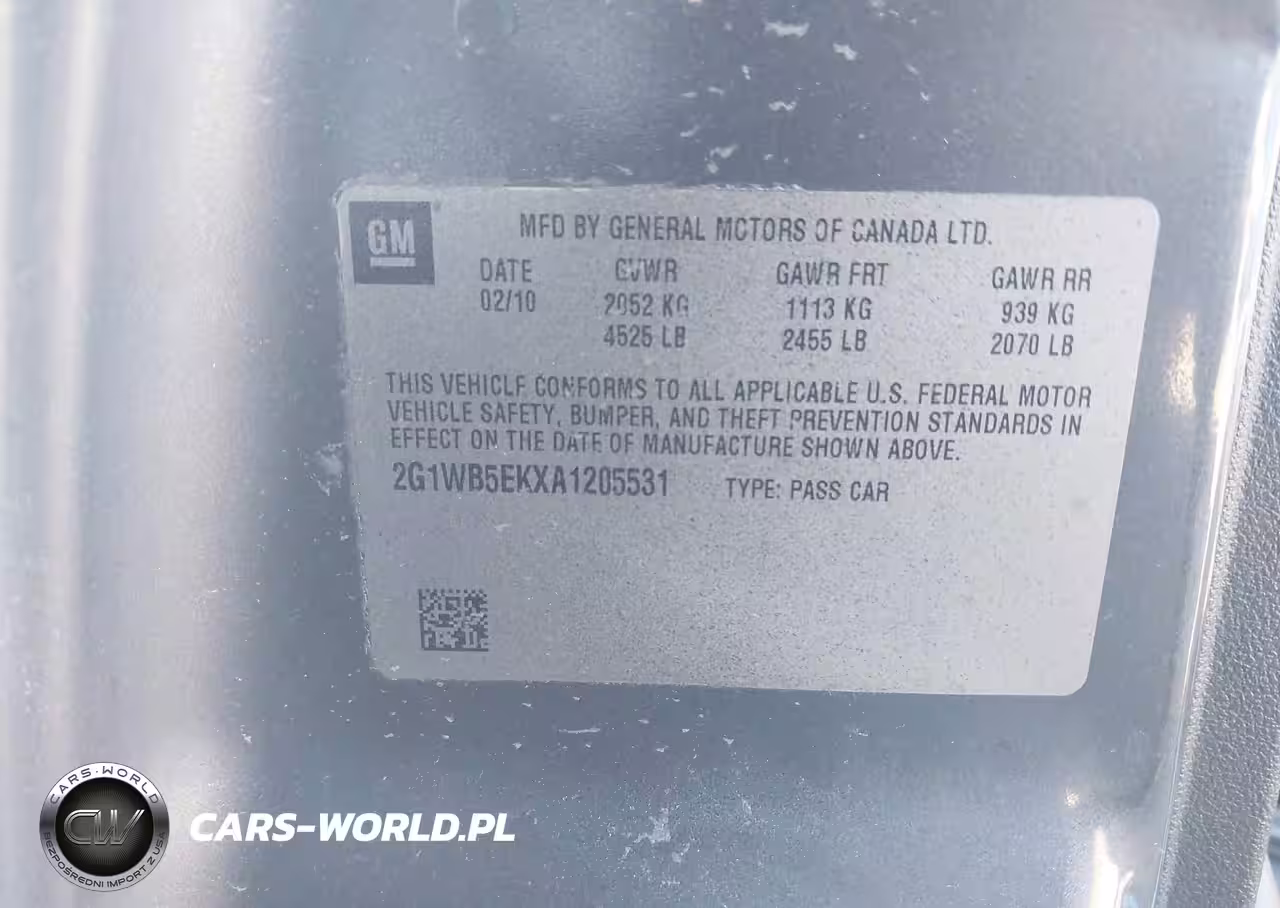 GM
MFD BY GENERAL MOTORS OF CANADA LTD.
DATE GVWR GAWR FRT GAWR RR
02/10 2052 KG 1113 KG 939 KG
4525 LB 2455 LB 2070 LB
THIS VEHICLE CONFORMS TO ALL APPLICABLE U.S. FEDERAL MOTOR
VEHICLE SAFETY, BUMPER, AND THEFT PREVENTION STANDARDS IN
EFFECT ON THE DATE OF MANUFACTURE SHOWN ABOVE.
2G1WB5EKXA1205531 TYPE: PASS CAR
CARS-WORLD
CW
BEZPOŚREDNI IMPORT Z USA
CARS-WORLD.PL